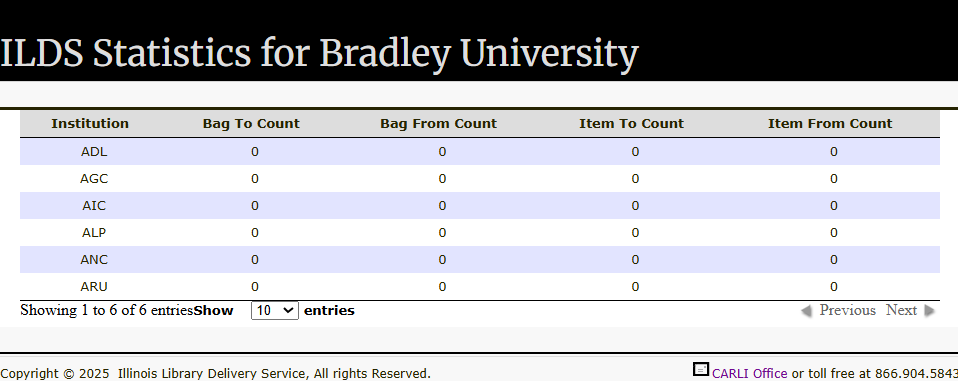 ILDS Statistics for Bradley University
Institution Bag To Count Bag From Count Item To Count Item From Count
ADL 0 0 0 0
AGC 0 0 0 0
AIC 0 0 0 0
ALP 0 0 0 0
ANC 0 0 0 0
ARU 0 0 0 0
Showing 1 to 6 of 6 entriesShow 10 entries Previous Next
Copyright © 2025 Illinois Library Delivery Service, All rights Reserved. CARLI Office or toll free at 866.904.5843